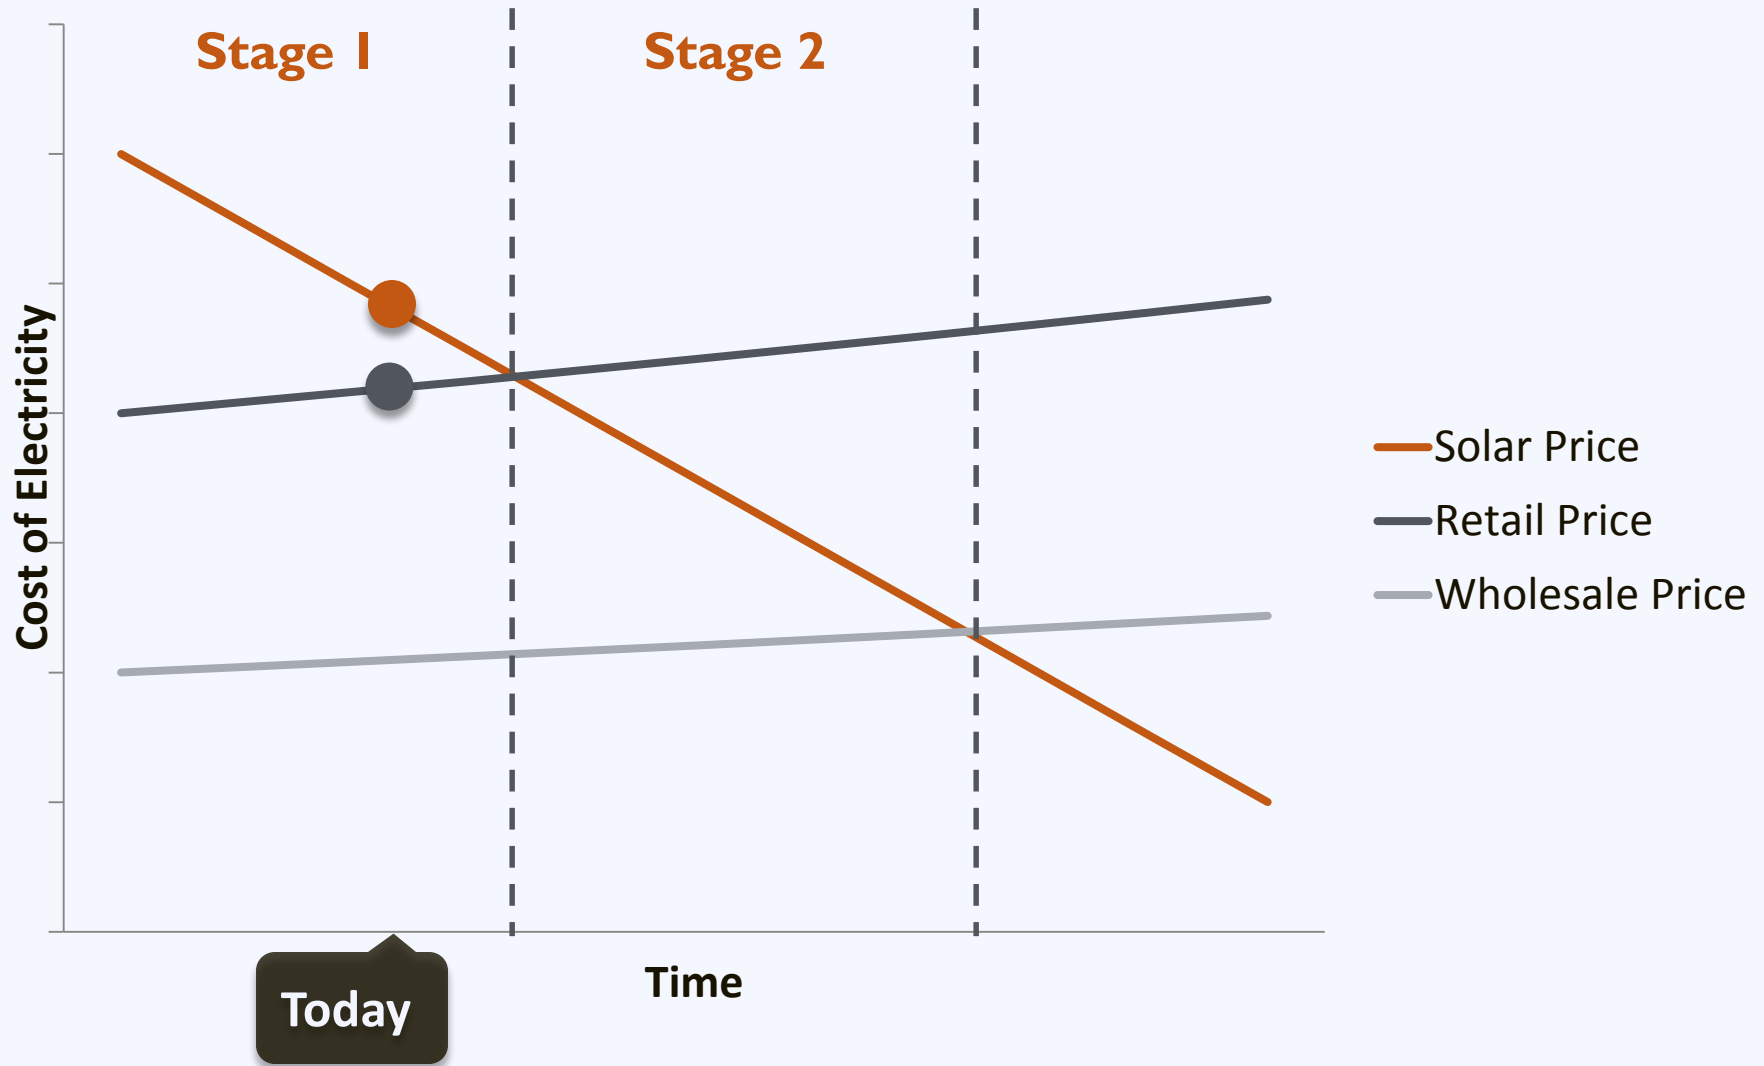 Stage 1
Stage 2
Cost of Electricity
Solar Price
Retail Price
Wholesale Price
Time
Today